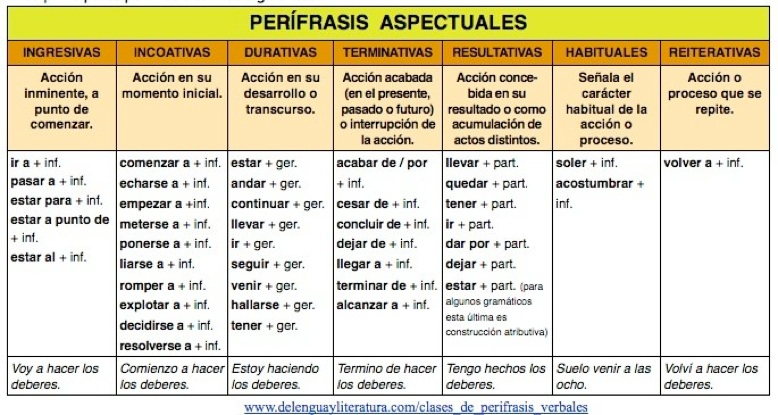 PERÍFRASIS ASPECTUALES
INGRESIVAS
INCOATIVAS
DURATIVAS
TERMINATIVAS
RESULTATIVAS
HABITUALES
REITERATIVAS
Acción
inminente, a
punto de
comenzar.
Acción en su
momento inicial.
Acción en su
desarrollo o
transcurso.
Acción acabada
(en el presente,
pasado o futuro)
o interrupción de
la acción.
Acción conce-
bida en su
resultado o como
acumulación de
actos distintos.
Señala el
carácter
habitual de la
acción o
proceso.
Acción o
proceso que se
repite.
ir a + inf.
pasar a + inf.
estar para + inf.
estar a punto de
+ inf.
estar al + inf.
comenzar a + inf.
echarse a + inf.
empezar a +inf.
meterse a + inf.
ponerse a + inf.
liarse a + inf.
romper a + inf.
explotar a + inf.
decidirse a + inf.
resolverse a + inf.
estar + ger.
andar + ger.
continuar + ger.
llevar + ger.
ir + ger.
seguir + ger.
venir + ger.
hallarse + ger.
tener + ger.
acabar de / por
+ inf.
cesar de + inf.
concluir de + inf.
dejar de + inf.
llegar a + inf.
terminar de + inf.
alcanzar a + inf.
llevar + part.
quedar + part.
tener + part.
ir + part.
dar por + part.
dejar + part.
estar + part. (para
algunos gramáticos
esta última es
construcción atributiva)
soler + inf.
acostumbrar +
inf.
volver a + inf.
Voy a hacer los
deberes.
Comienzo a hacer
los deberes.
Estoy haciendo
los deberes.
Termino de hacer
los deberes.
Tengo hechos los
deberes.
Suelo venir a las
ocho.
Volví a hacer los
deberes.
www.delenguayliteratura.com/clases_de_perifrasis_verbales